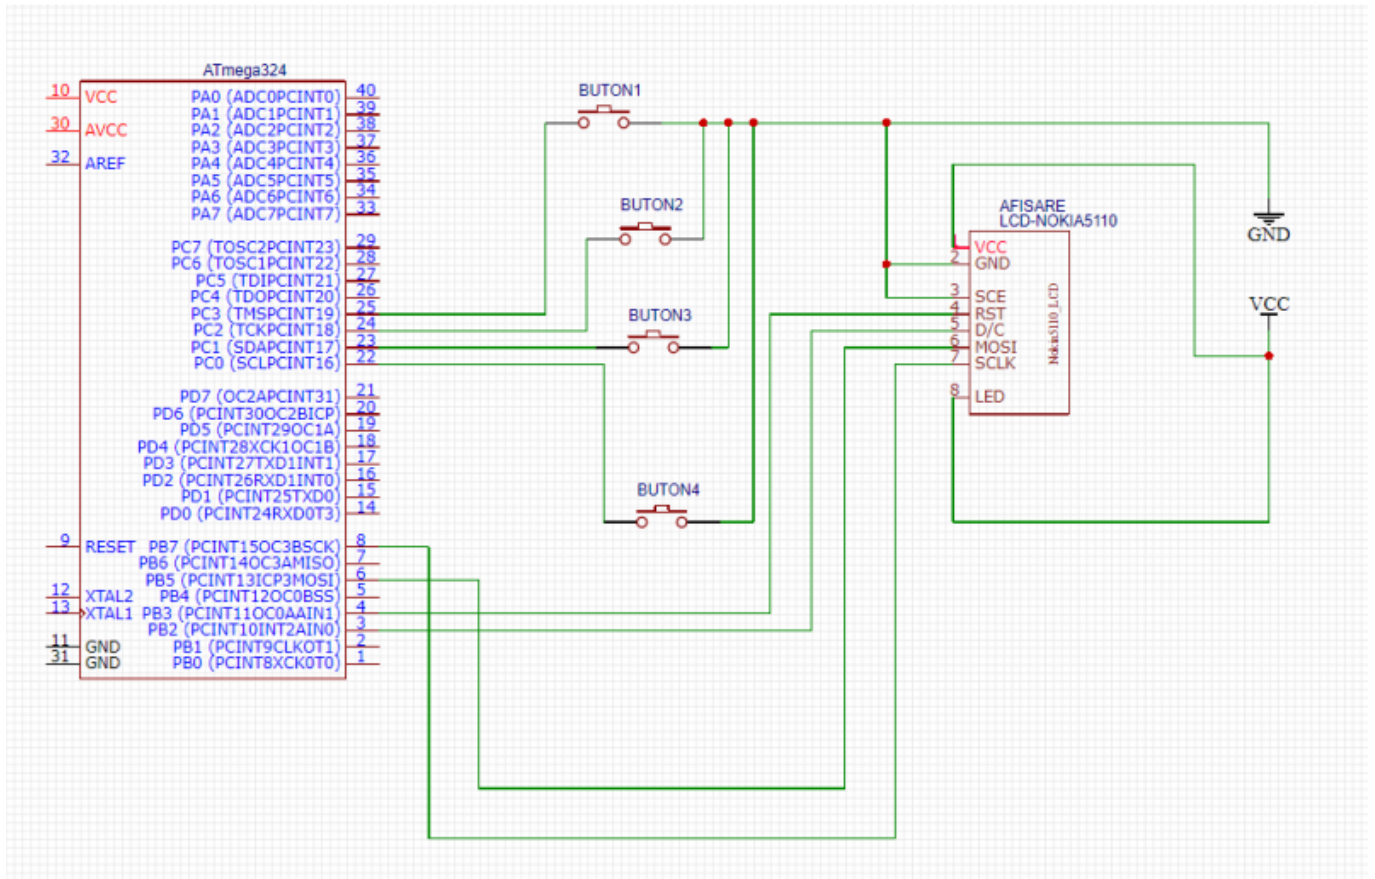 ATmega324
10 VCC
30 AVCC
32 AREF
9 RESET
12 XTAL2
13 XTAL1
11 GND
31 GND
PA0 (ADC0PCINT0) 40
PA1 (ADC1PCINT1) 39
PA2 (ADC2PCINT2) 38
PA3 (ADC3PCINT3) 37
PA4 (ADC4PCINT4) 36
PA5 (ADC5PCINT5) 35
PA6 (ADC6PCINT6) 34
PA7 (ADC7PCINT7) 33
PC7 (TOSC2PCINT23) 29
PC6 (TOSC1PCINT22) 28
PC5 (TDIPCINT21) 27
PC4 (TDOPCINT20) 26
PC3 (TMSPCINT19) 25
PC2 (TCKPCINT18) 24
PC1 (SDAPCINT17) 23
PC0 (SCLPCINT16) 22
PD7 (OC2APCINT31) 21
PD6 (PCINT30OC2BICP) 20
PD5 (PCINT29OC1A) 19
PD4 (PCINT28XCK1OC1B) 18
PD3 (PCINT27TXD1INT1) 17
PD2 (PCINT26RXD1INT0) 16
PD1 (PCINT25TXD0) 15
PD0 (PCINT24RXD0T3) 14
PB7 (PCINT15OC3BSCK) 8
PB6 (PCINT14OC3AMISO) 7
PB5 (PCINT13ICP3MOSI) 6
PB4 (PCINT12OC0BSS) 5
PB3 (PCINT11OC0AAIN1) 4
PB2 (PCINT10INT2AIN0) 3
PB1 (PCINT9CLKOT1) 2
PB0 (PCINT8XCK0T0) 1
BUTON1
BUTON2
BUTON3
BUTON4
AFISARE
LCD-NOKIA5110
1 VCC
2 GND
3 SCE
4 RST
5 D/C
6 MOSI
7 SCLK
8 LED
Nokia5110_LCD
GND
VCC